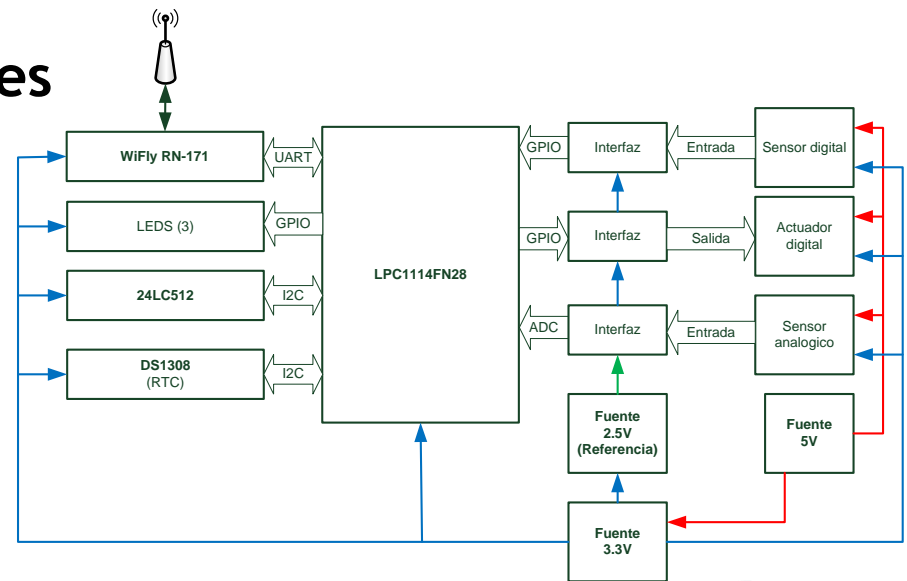 es
WiFly RN-171
UART
LEDS (3)
GPIO
24LC512
I2C
DS1308
(RTC)
I2C
LPC1114FN28
GPIO
Interfaz
Entrada
Sensor digital
GPIO
Interfaz
Salida
Actuador
digital
ADC
Interfaz
Entrada
Sensor
analogico
Fuente
2.5V
(Referencia)
Fuente
5V
Fuente
3.3V